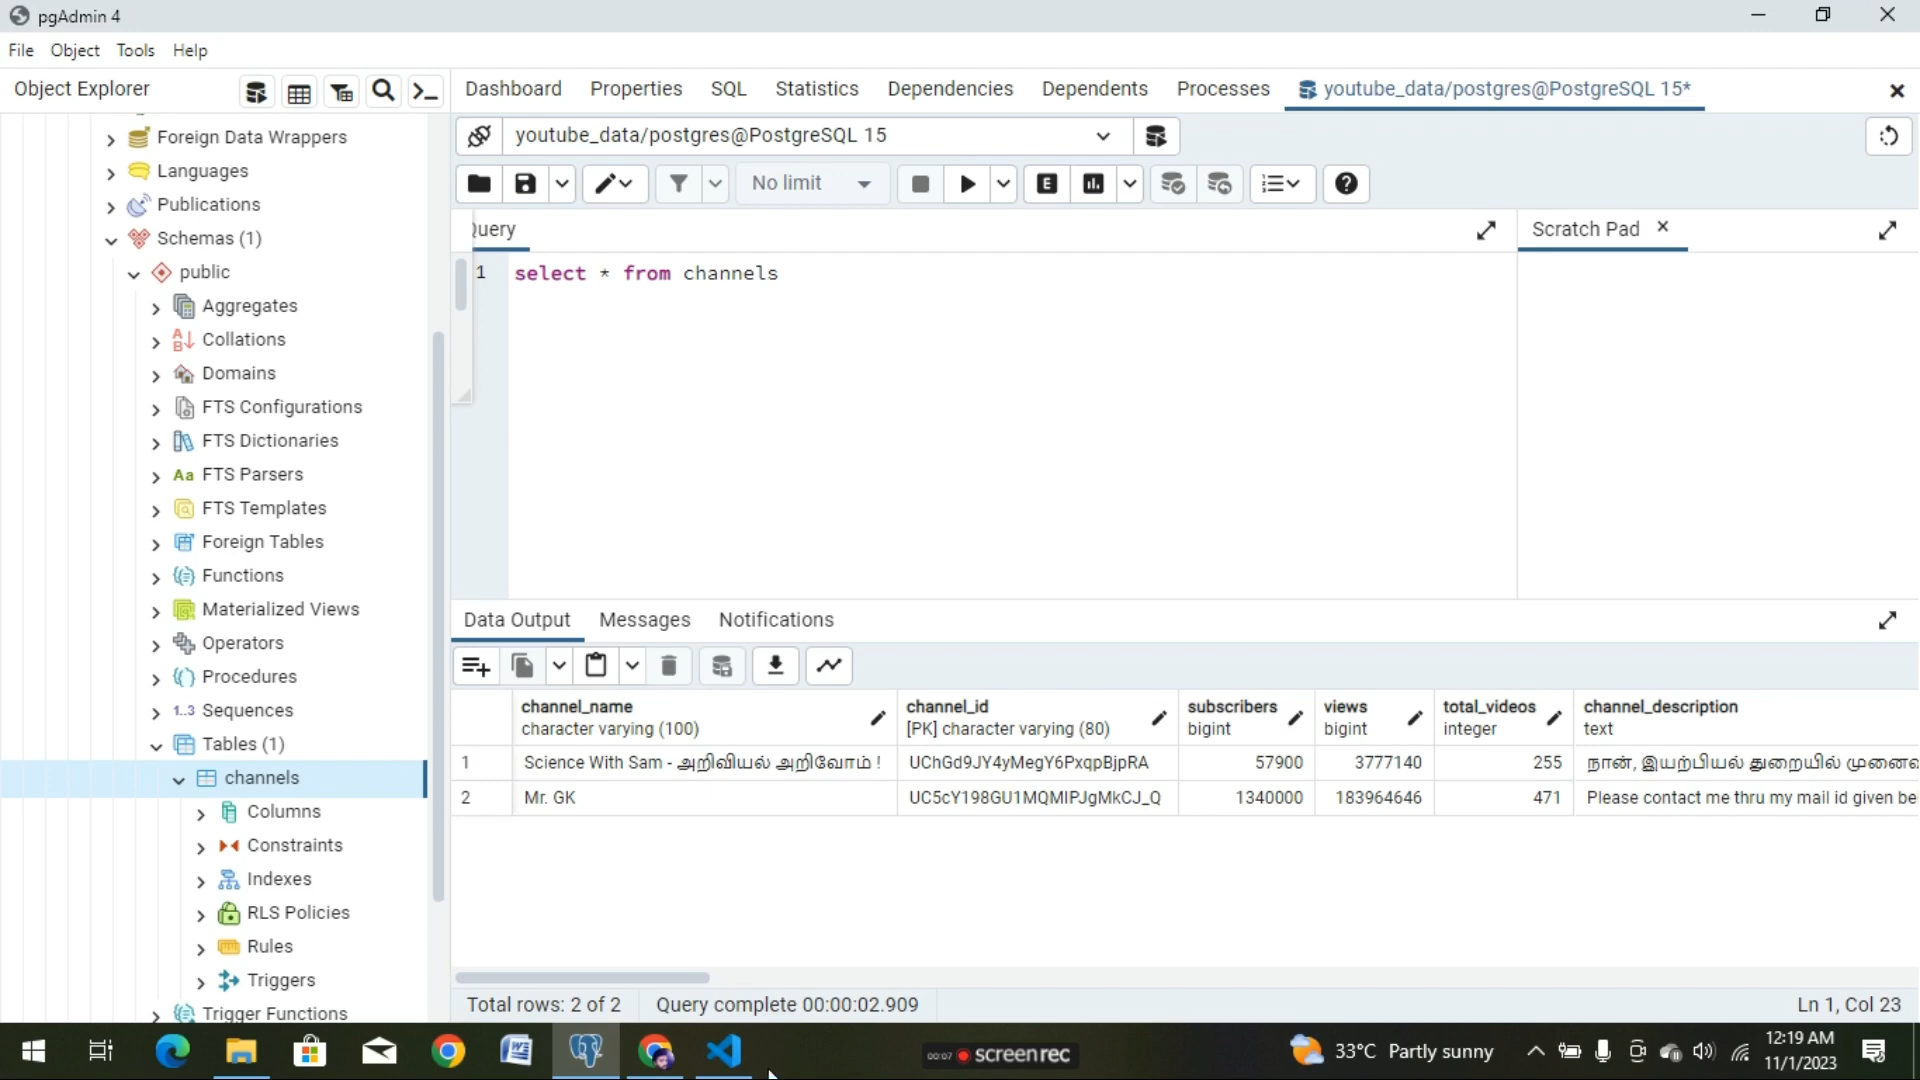 pgAdmin 4
File Object Tools Help
Object Explorer
Dashboard Properties SQL Statistics Dependencies Dependents Processes youtube_data/postgres@PostgreSQL 15*
Foreign Data Wrappers
Languages
Publications
Schemas (1)
public
Aggregates
Collations
Domains
FTS Configurations
FTS Dictionaries
Aa FTS Parsers
FTS Templates
Foreign Tables
Functions
Materialized Views
Operators
Procedures
1..3 Sequences
Tables (1)
channels
Columns
Constraints
Indexes
RLS Policies
Rules
Triggers
Trigger Functions
youtube_data/postgres@PostgreSQL 15
No limit
E
Query
Scratch Pad
1 select * from channels
Data Output Messages Notifications
channel_name channel_id subscribers views total_videos channel_description
character varying (100) [PK] character varying (80) bigint bigint integer text
1 Science With Sam - அறிவியல் அறிவோம் ! UChGd9JY4yMegY6PxqpBjpRA 57900 3777140 255 நான், இயற்பியல் துறையில்
2 Mr. GK UC5cY198GU1MQMIPJgMkCJ_Q 1340000 183964646 471 Please contact me thru my mail id given be
Total rows: 2 of 2 Query complete 00:00:02.909 Ln 1, Col 23
00:07 screenrec
33°C Partly sunny
12:19 AM
11/1/2023